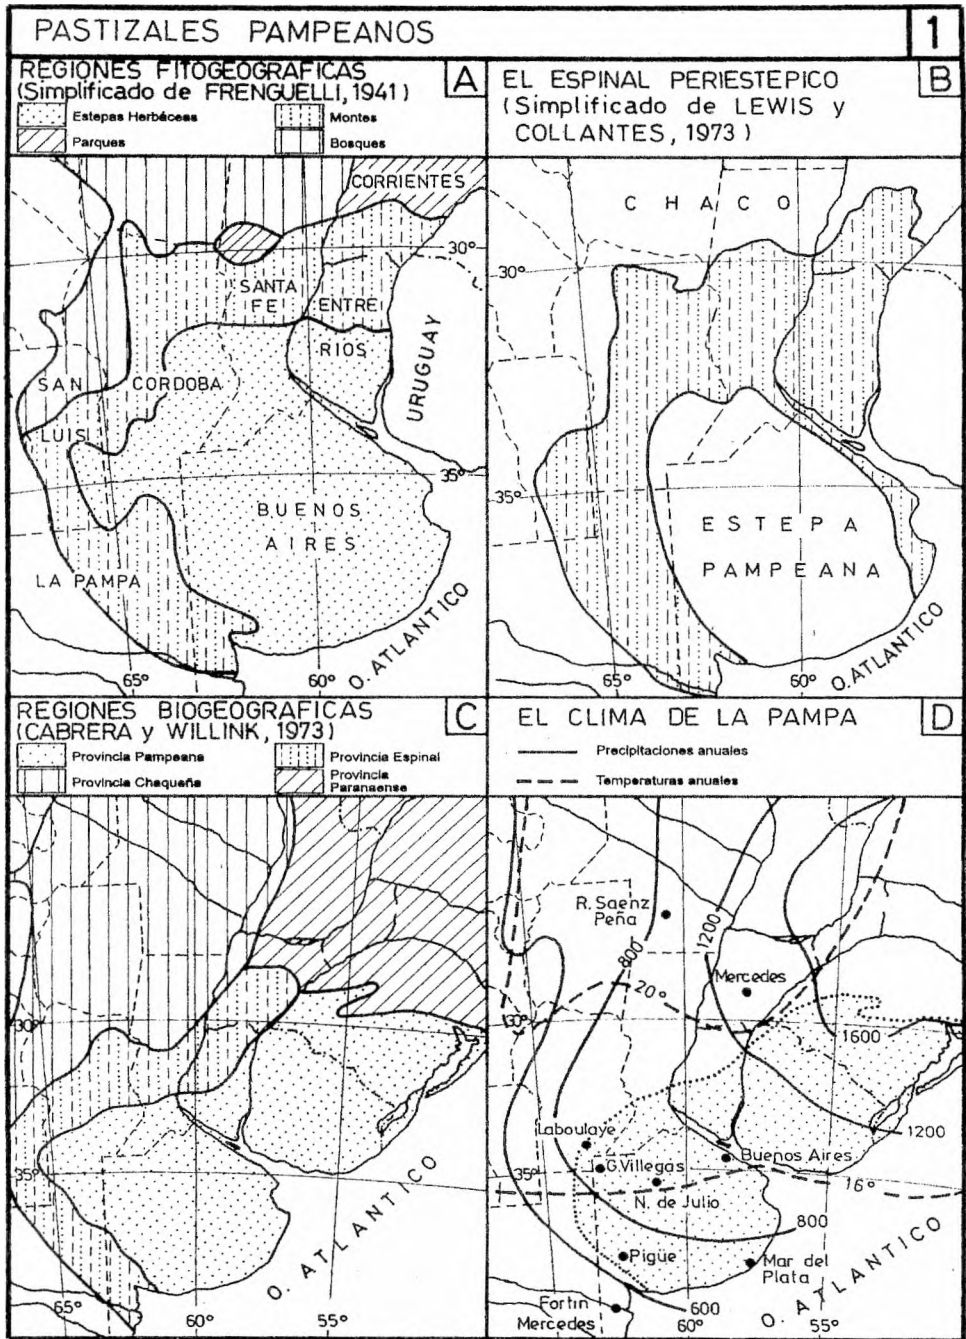 PASTIZALES PAMPEANOS
1
REGIONES FITOGEOGRAFICAS
(Simplificado de FRENGUELLI, 1941)
A
Estepas Herbáceas
Montes
Parques
Bosques
CORRIENTES
30°
SANTA
FE
ENTRE
RIOS
URUGUAY
SAN
LUIS
CORDOBA
35°
BUENOS
AIRES
LA PAMPA
O. ATLANTICO
65°
60°
EL ESPINAL PERIESTEPICO
(Simplificado de LEWIS y
COLLANTES, 1973)
B
CHACO
30°
35°
ESTEPA
PAMPEANA
O. ATLANTICO
65°
60°
REGIONES BIOGEOGRAFICAS
(CABRERA y WILLINK, 1973)
C
Provincia Pampeana
Provincia Espinal
Provincia Chaqueña
Provincia
Paranaense
30°
35°
O. ATLANTICO
65°
60°
55°
EL CLIMA DE LA PAMPA
D
Precipitaciones anuales
Temperaturas anuales
R. Saenz
Peña
800
1200
Mercedes
20°
30°
1600
1200
Laboulaye
Buenos Aires
G.Villegas
35°
16°
N. de Julio
800
Pigüe
Mar del
Plata
Fortin
Mercedes
600
O. ATLANTICO
60°
55°